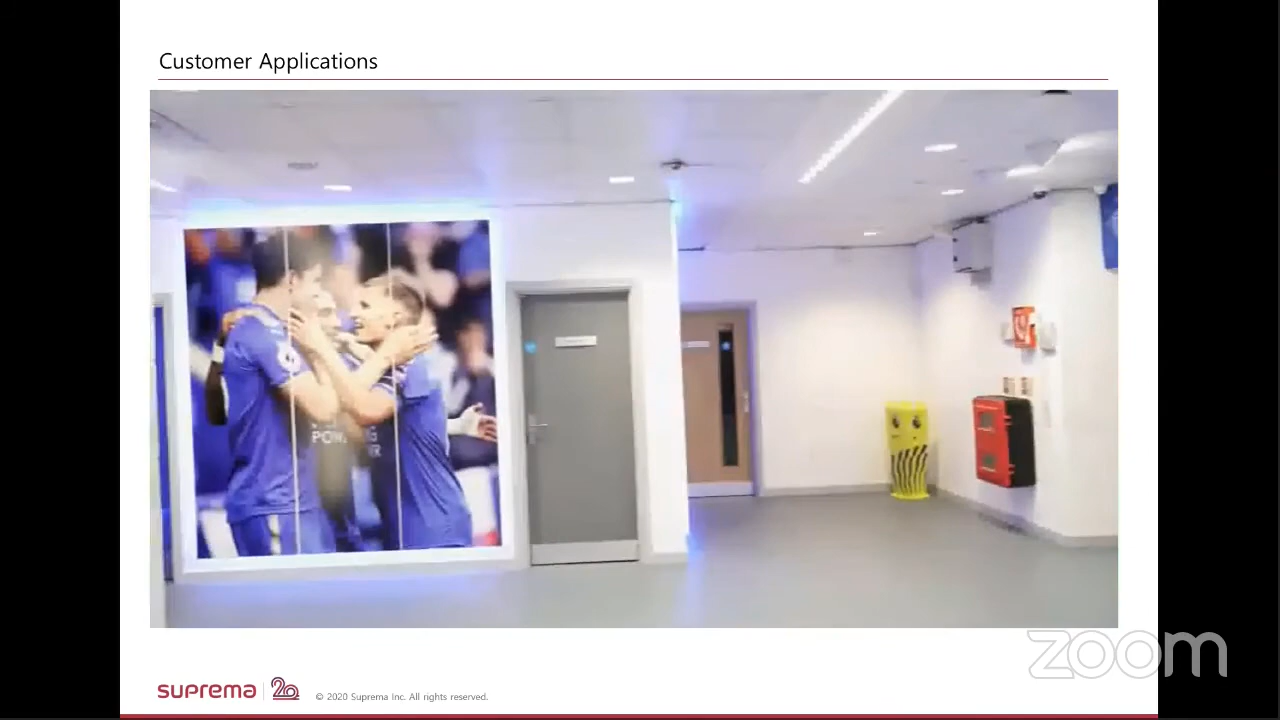 Customer Applications
suprema
20
© 2020 Suprema Inc. All rights reserved.
zoom